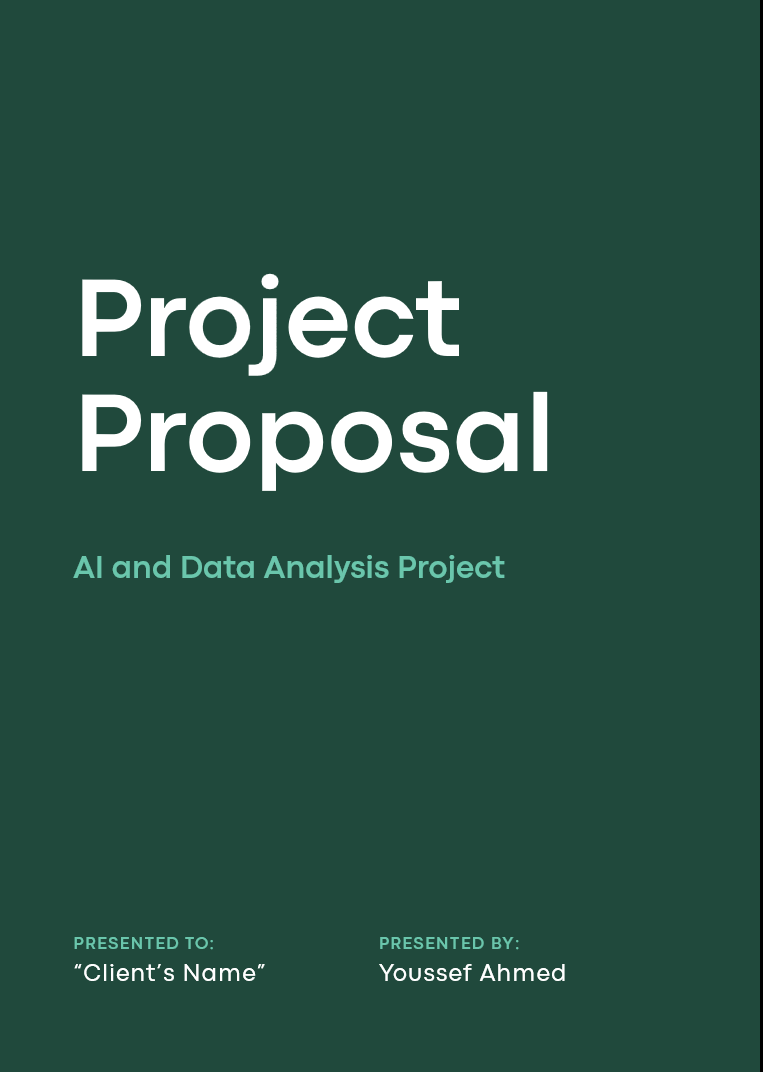 Project
Proposal
AI and Data Analysis Project
PRESENTED TO:
“Client’s Name”
PRESENTED BY:
Youssef Ahmed